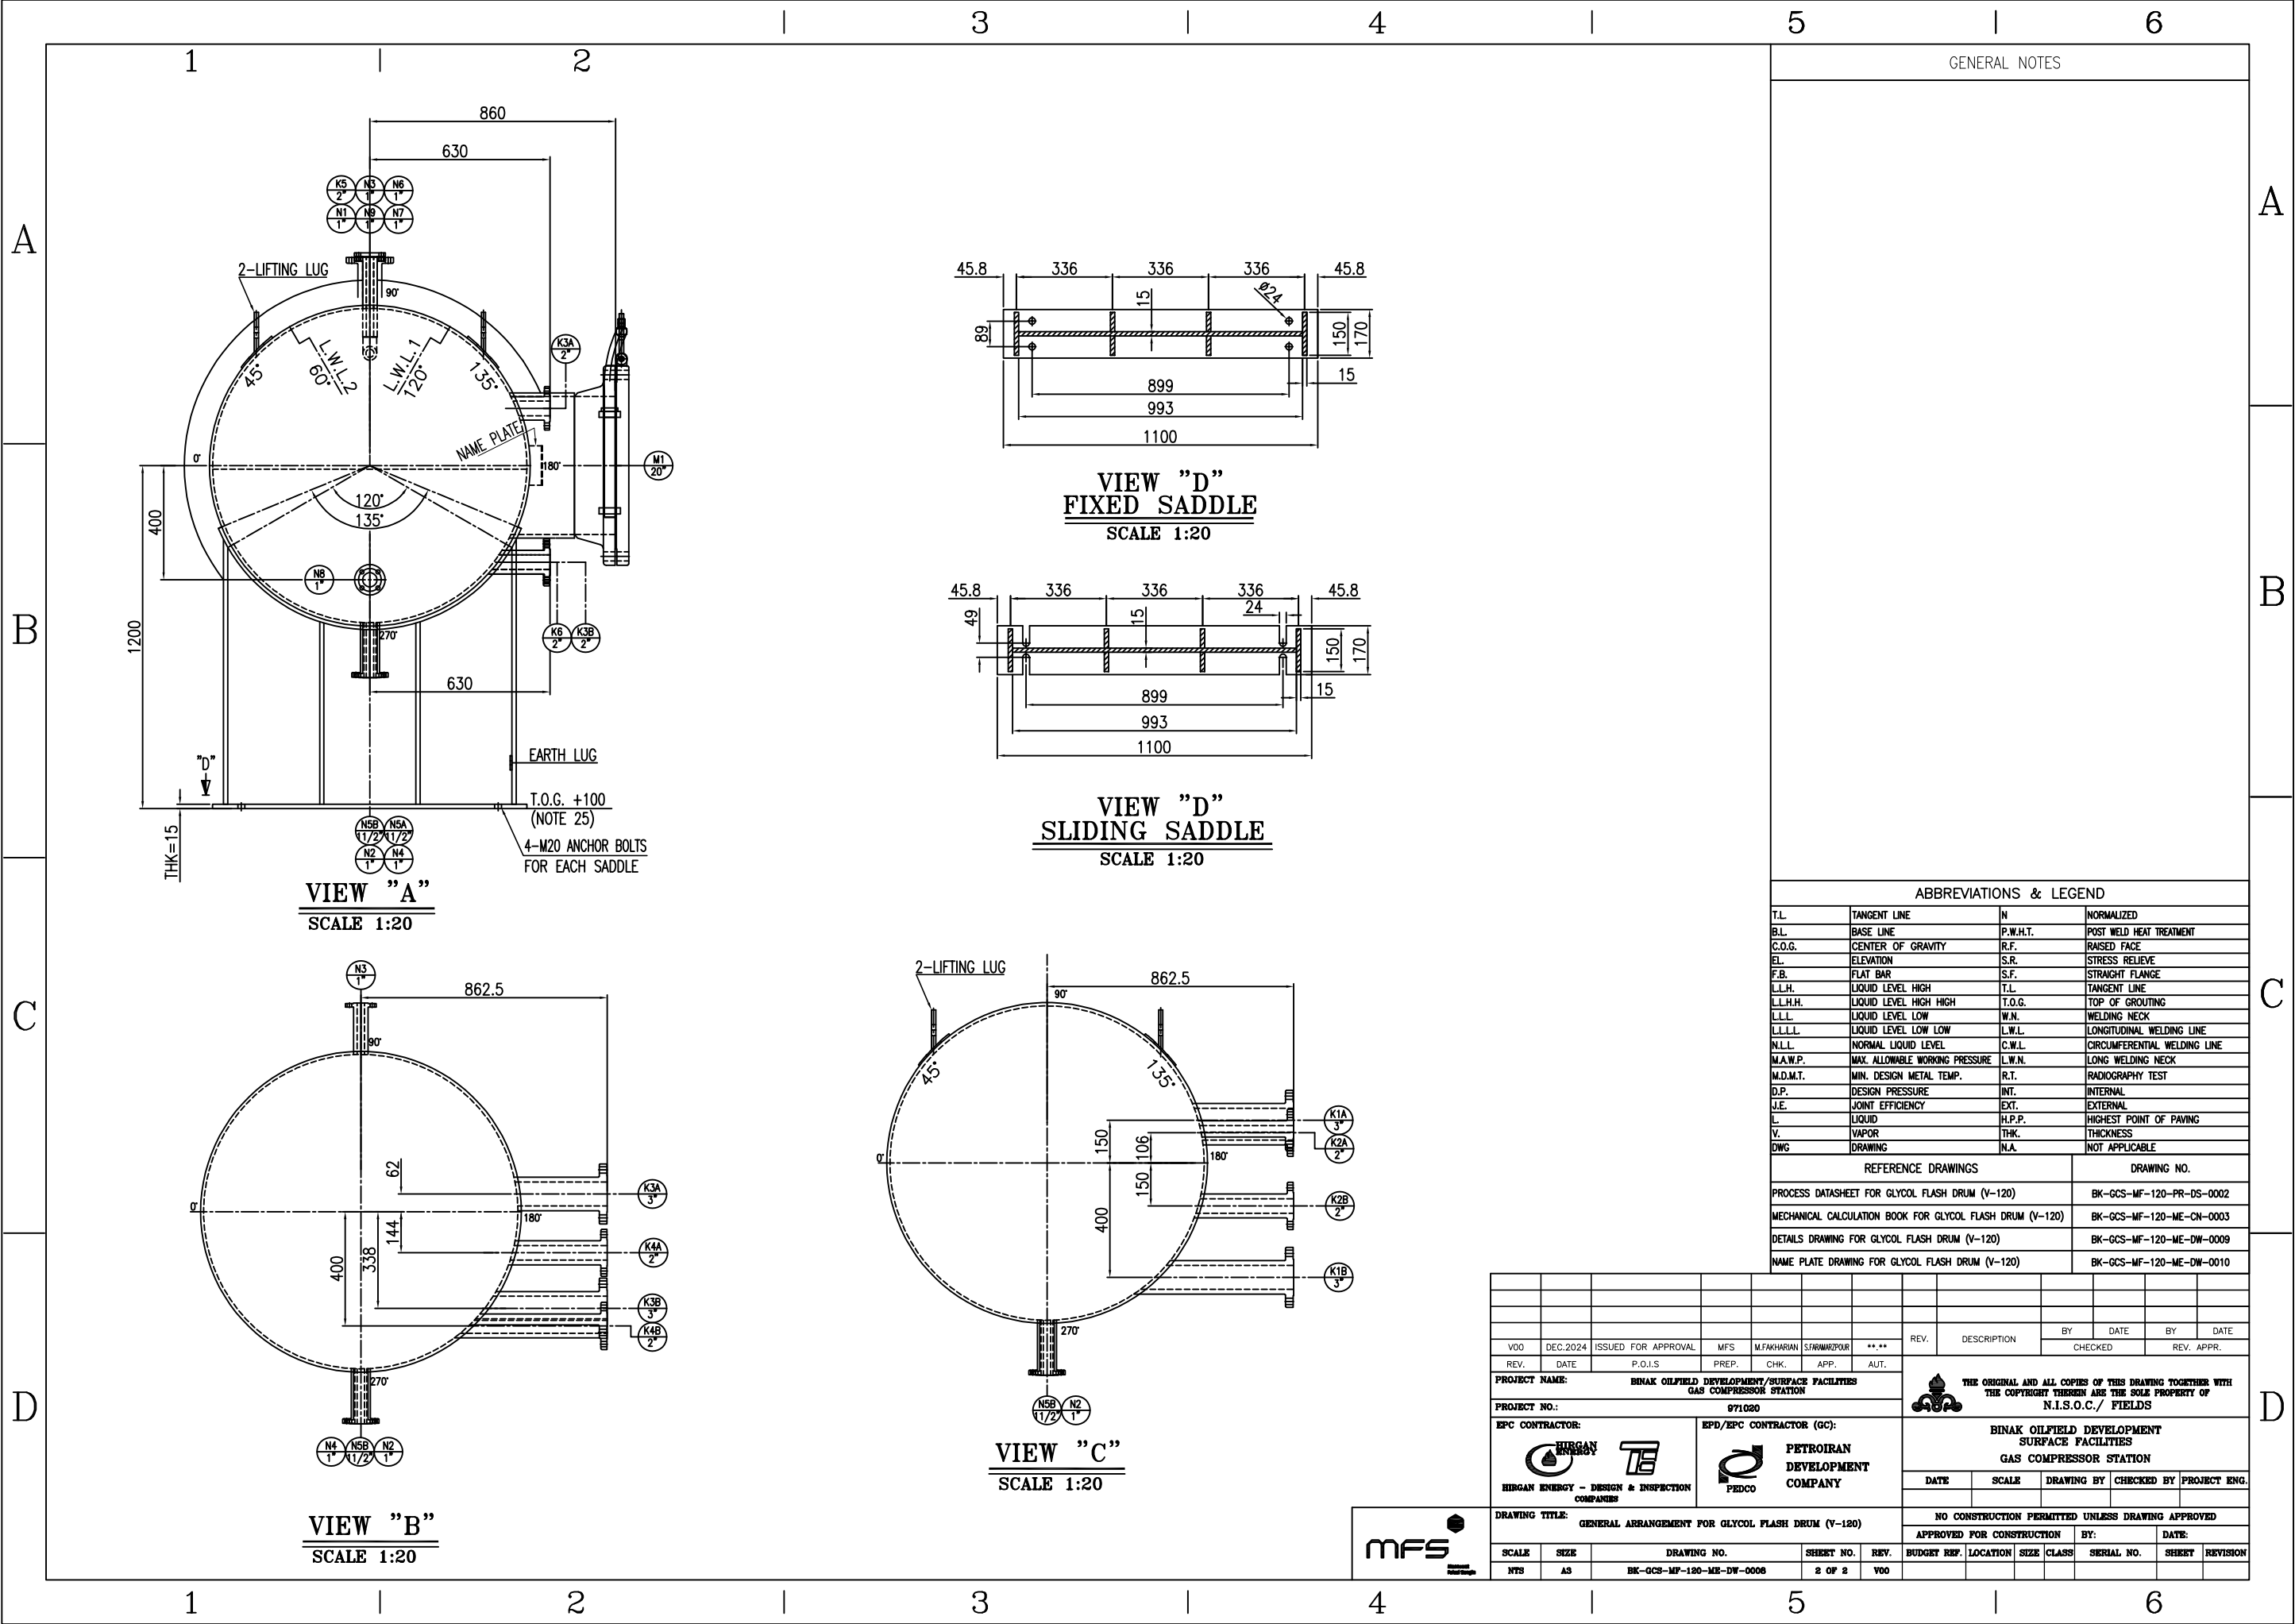 3
4
5
6
1
2
GENERAL NOTES
A
B
C
D
A
B
C
D
860
630
K5
2"
N3
1"
N6
1"
N1
1"
N9
1"
N7
1"
2-LIFTING LUG
90°
K3A
2"
L.W.L.2
60°
L.W.L.1
120°
45°
135°
NAME PLATE
0°
180°
M1
20"
120°
135°
400
1200
N8
1"
270°
K6
2"
K3B
2"
630
EARTH LUG
"D"
T.O.G. +100
(NOTE 25)
4-M20 ANCHOR BOLTS
FOR EACH SADDLE
THK=15
N5B
11/2"
N5A
11/2"
N2
1"
N4
1"
VIEW "A"
SCALE 1:20
45.8
336
336
336
45.8
15
ø24
89
150
170
15
899
993
1100
VIEW "D"
FIXED SADDLE
SCALE 1:20
45.8
336
336
336
45.8
49
15
24
150
170
15
899
993
1100
VIEW "D"
SLIDING SADDLE
SCALE 1:20
N3
1"
862.5
90°
62
K3A
3"
0°
180°
144
K4A
2"
338
400
K3B
3"
K4B
2"
270°
N4
1"
N5B
11/2"
N2
1"
VIEW "B"
SCALE 1:20
2-LIFTING LUG
862.5
90°
45°
135°
K1A
3"
150
106
K2A
2"
0°
180°
150
K2B
2"
400
K1B
3"
270°
N5B
11/2"
N2
1"
VIEW "C"
SCALE 1:20
ABBREVIATIONS & LEGEND
T.L. TANGENT LINE N NORMALIZED
B.L. BASE LINE P.W.H.T. POST WELD HEAT TREATMENT
C.O.G. CENTER OF GRAVITY R.F. RAISED FACE
EL. ELEVATION S.R. STRESS RELIEVE
F.B. FLAT BAR S.F. STRAIGHT FLANGE
L.L.H. LIQUID LEVEL HIGH T.L. TANGENT LINE
L.L.H.H. LIQUID LEVEL HIGH HIGH T.O.G. TOP OF GROUTING
L.L.L. LIQUID LEVEL LOW W.N. WELDING NECK
L.L.L.L. LIQUID LEVEL LOW LOW L.W.L. LONGITUDINAL WELDING LINE
N.L.L. NORMAL LIQUID LEVEL C.W.L. CIRCUMFERENTIAL WELDING LINE
M.A.W.P. MAX. ALLOWABLE WORKING PRESSURE L.W.N. LONG WELDING NECK
M.D.M.T. MIN. DESIGN METAL TEMP. R.T. RADIOGRAPHY TEST
D.P. DESIGN PRESSURE INT. INTERNAL
J.E. JOINT EFFICIENCY EXT. EXTERNAL
L. LIQUID H.P.P. HIGHEST POINT OF PAVING
V. VAPOR THK. THICKNESS
DWG DRAWING N.A. NOT APPLICABLE
REFERENCE DRAWINGS DRAWING NO.
PROCESS DATASHEET FOR GLYCOL FLASH DRUM (V-120) BK-GCS-MF-120-PR-DS-0002
MECHANICAL CALCULATION BOOK FOR GLYCOL FLASH DRUM (V-120) BK-GCS-MF-120-ME-CN-0003
DETAILS DRAWING FOR GLYCOL FLASH DRUM (V-120) BK-GCS-MF-120-ME-DW-0009
NAME PLATE DRAWING FOR GLYCOL FLASH DRUM (V-120) BK-GCS-MF-120-ME-DW-0010
V00 DEC.2024 ISSUED FOR APPROVAL MFS M.FAKHARIAN S.FARAMARZPOUR **.**
REV. DATE P.O.I.S PREP. CHK. APP. AUT.
REV. DESCRIPTION BY DATE BY DATE
CHECKED REV. APPR.
PROJECT NAME: BINAK OILFIELD DEVELOPMENT/SURFACE FACILITIES
GAS COMPRESSOR STATION
PROJECT NO.: 971020
EPC CONTRACTOR:
HIRGAN
ENERGY
HIRGAN ENERGY - DESIGN & INSPECTION
COMPANIES
EPD/EPC CONTRACTOR (GC):
PEDCO
PETROIRAN
DEVELOPMENT
COMPANY
THE ORIGINAL AND ALL COPIES OF THIS DRAWING TOGETHER WITH
THE COPYRIGHT THEREIN ARE THE SOLE PROPERTY OF
N.I.S.O.C./ FIELDS
BINAK OILFIELD DEVELOPMENT
SURFACE FACILITIES
GAS COMPRESSOR STATION
DATE SCALE DRAWING BY CHECKED BY PROJECT ENG.
NO CONSTRUCTION PERMITTED UNLESS DRAWING APPROVED
APPROVED FOR CONSTRUCTION BY: DATE:
BUDGET REF. LOCATION SIZE CLASS SERIAL NO. SHEET REVISION
mfs
DRAWING TITLE:
GENERAL ARRANGEMENT FOR GLYCOL FLASH DRUM (V-120)
SCALE SIZE DRAWING NO. SHEET NO. REV.
NTS A3 BK-GCS-MF-120-ME-DW-0008 2 OF 2 V00
1
2
3
4
5
6